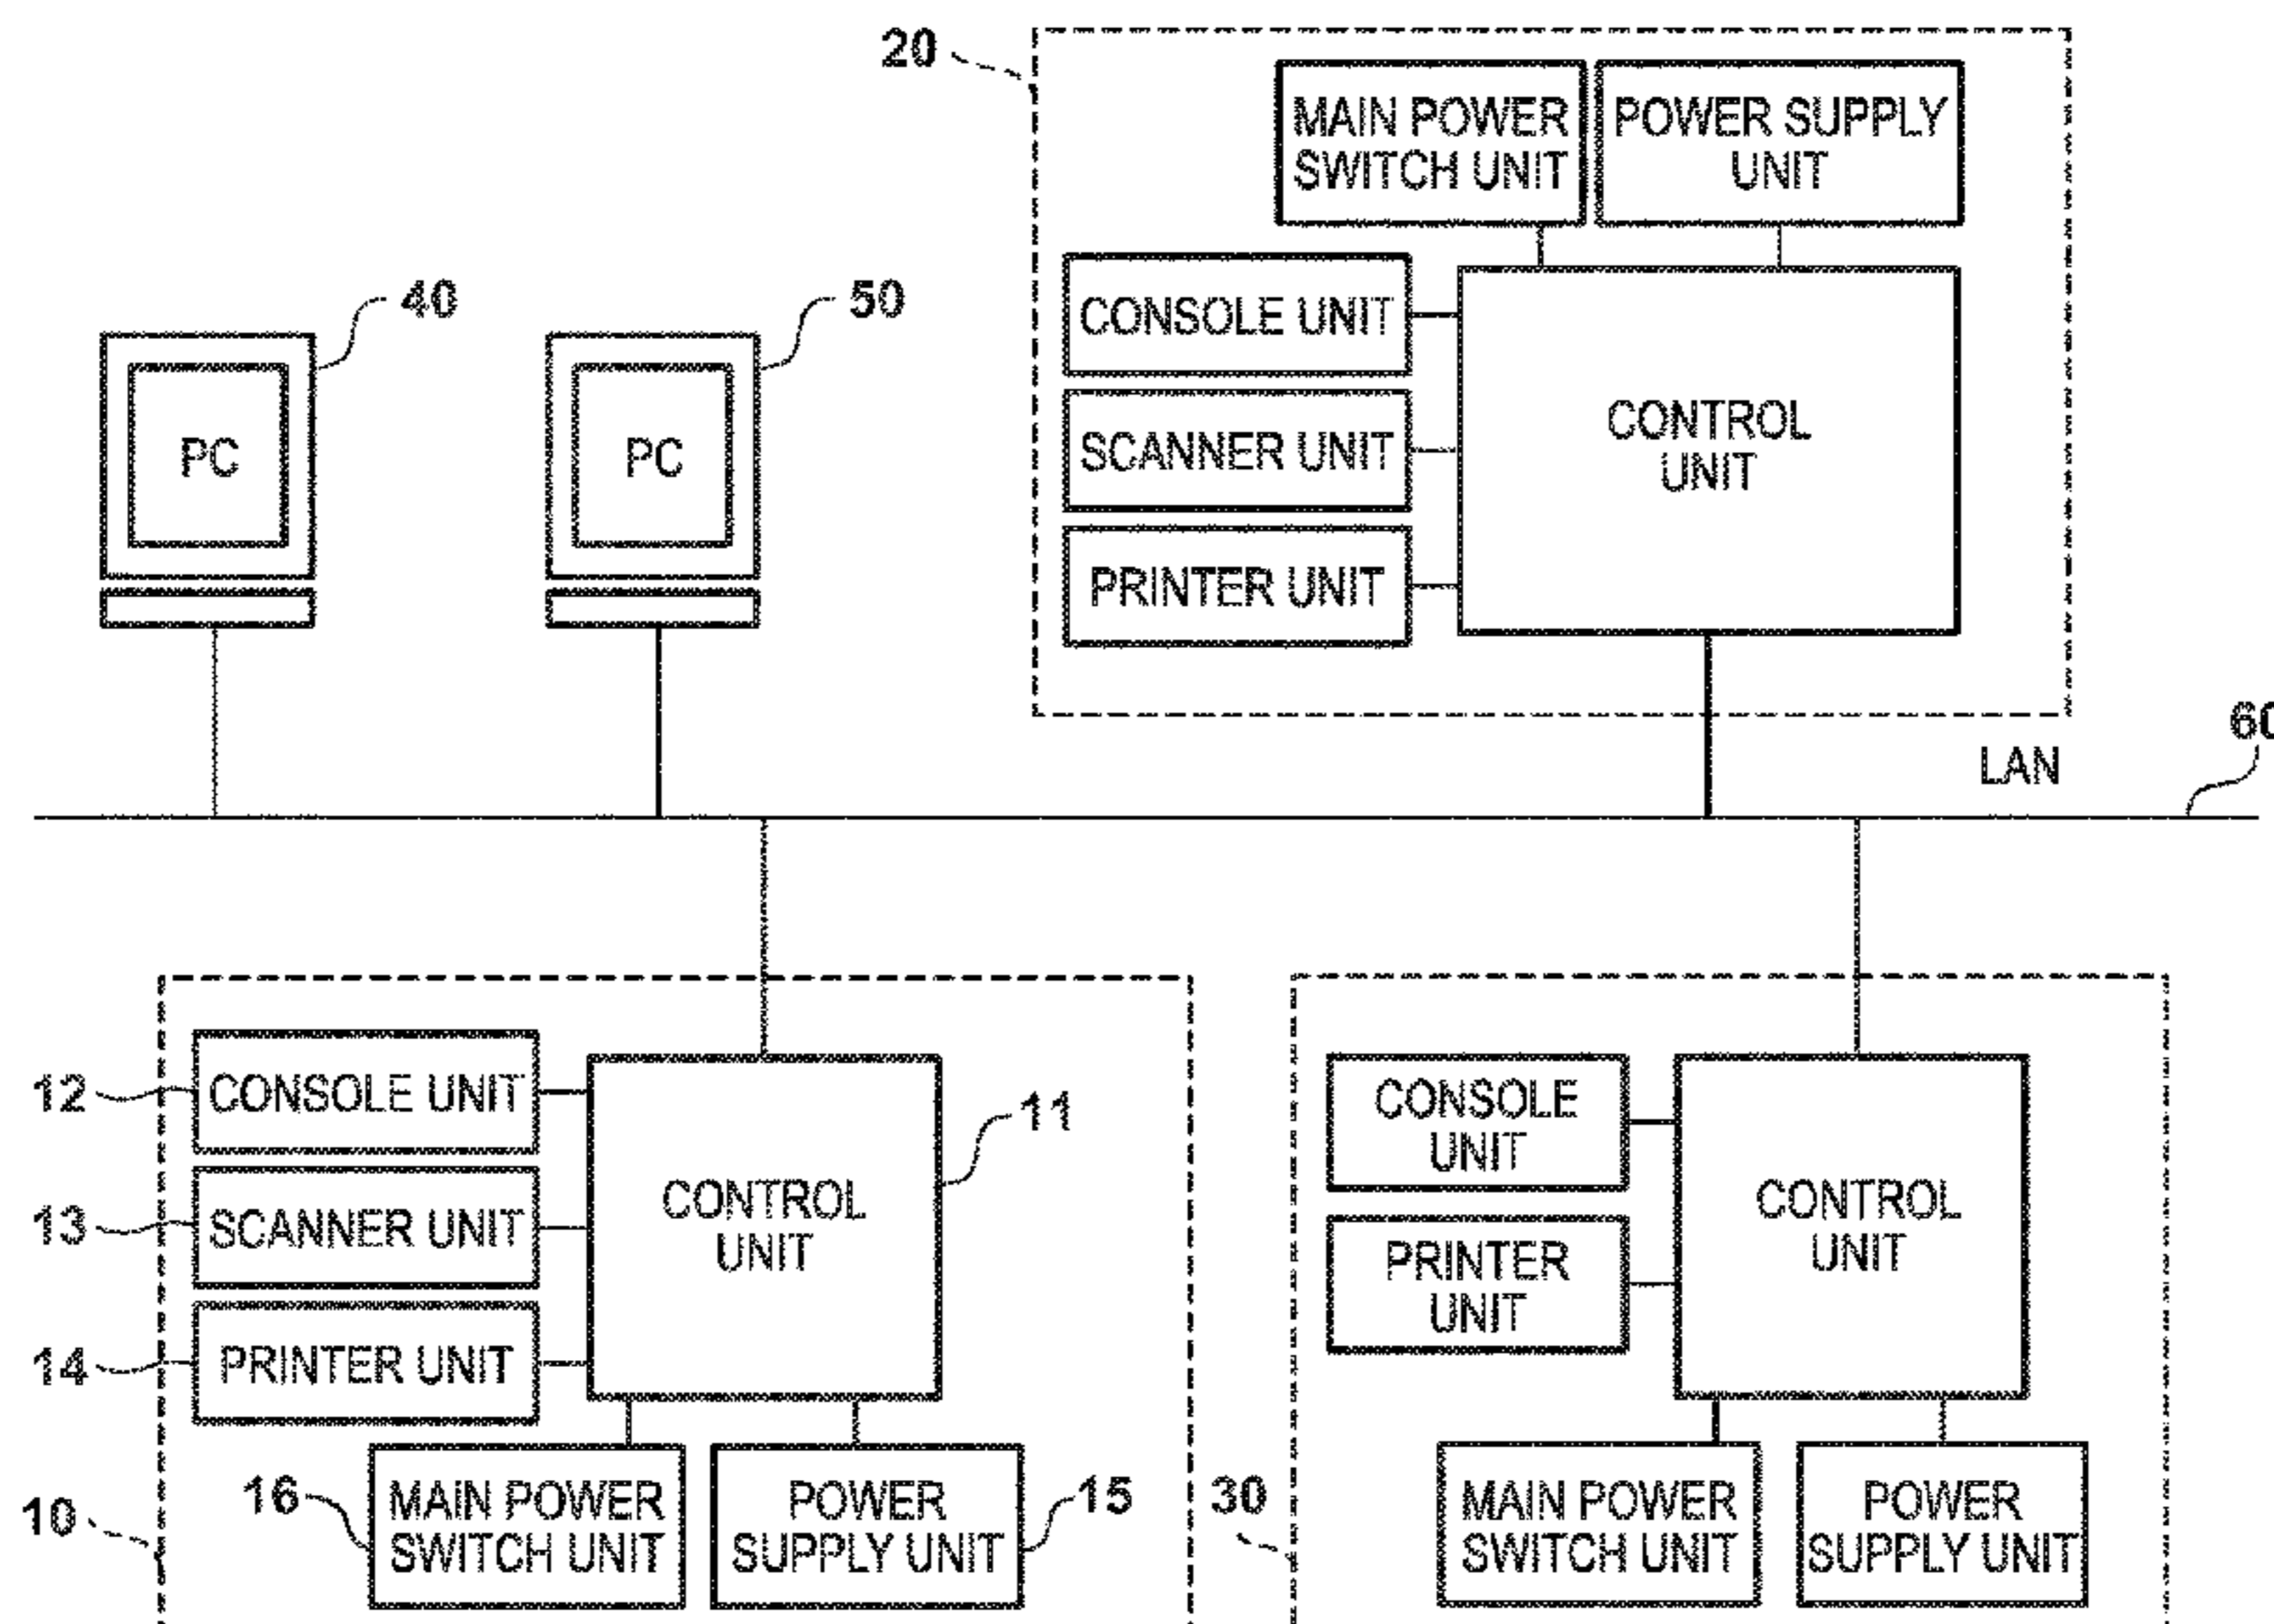 20
MAIN POWER
SWITCH UNIT
POWER SUPPLY
UNIT
40
50
CONSOLE UNIT
PC
PC
SCANNER UNIT
CONTROL
UNIT
PRINTER UNIT
LAN
60
12
CONSOLE UNIT
11
13
SCANNER UNIT
CONTROL
UNIT
14
PRINTER UNIT
10
16
MAIN POWER
SWITCH UNIT
POWER
SUPPLY UNIT
15
30
CONSOLE
UNIT
PRINTER
UNIT
CONTROL
UNIT
MAIN POWER
SWITCH UNIT
POWER
SUPPLY UNIT